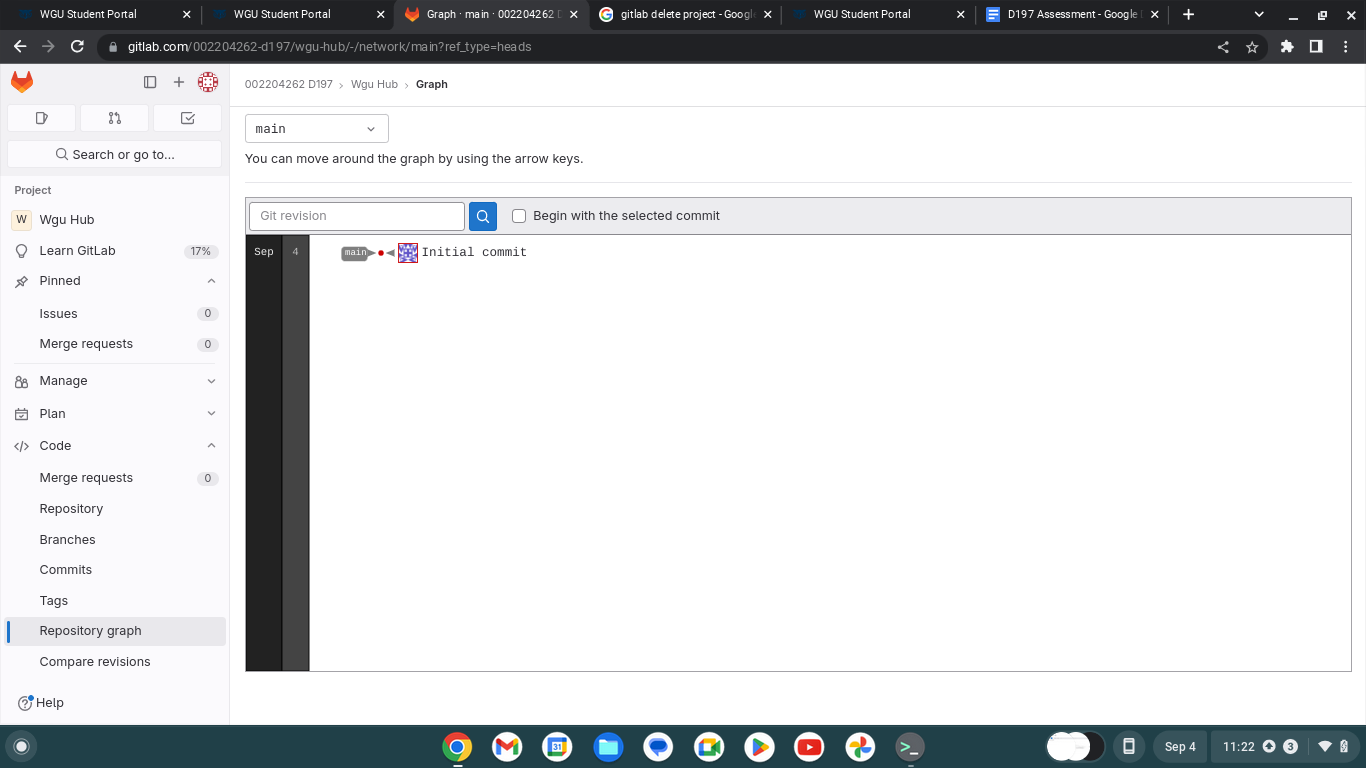 WGU Student Portal
WGU Student Portal
Graph · main · 002204262 D
gitlab delete project - Google
WGU Student Portal
D197 Assessment - Google
gitlab.com/002204262-d197/wgu-hub/-/network/main?ref_type=heads
Search or go to...
Project
W Wgu Hub
Learn GitLab 17%
Pinned
Issues 0
Merge requests 0
Manage
Plan
Code
Merge requests 0
Repository
Branches
Commits
Tags
Repository graph
Compare revisions
Help
002204262 D197 › Wgu Hub › Graph
main
You can move around the graph by using the arrow keys.
Git revision
Begin with the selected commit
Sep 4 main Initial commit
31
Sep 4
11:22 3